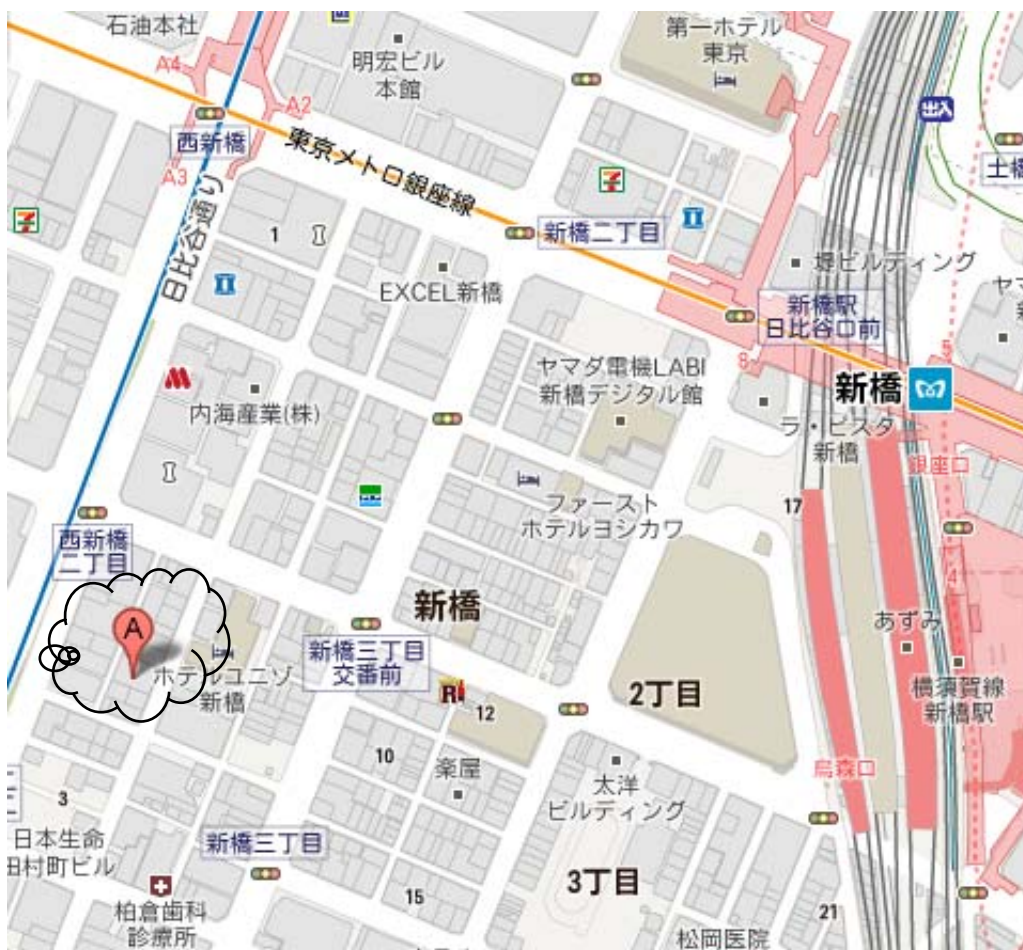 石油本社
第一ホテル
東京
A4
明宏ビル
本館
A2
西新橋
A3
土橋
出入
東京メトロ銀座線
日比谷通り
新橋二丁目
1
EXCEL新橋
堤ビルディング
ヤマ
新
新橋駅
日比谷口前
5
8
ヤマダ電機LABI
新橋デジタル館
新橋
内海産業(株)
ラ・ビスタ
新橋
銀座口
17
ファースト
ホテルヨシカワ
西新橋
二丁目
4
新橋
A
あずみ
新橋三丁目
交番前
ホテルユニゾ
新橋
R
12
2丁目
横須賀線
新橋駅
10
楽屋
太洋
ビルディング
烏森口
3
日本生命
田村町ビル
新橋三丁目
3丁目
柏倉歯科
診療所
15
21
松岡医院